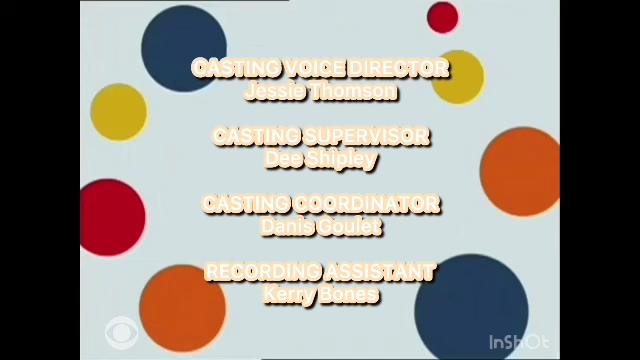 CASTING VOICE DIRECTOR
Jessie Thomson
CASTING SUPERVISOR
Dee Shipley
CASTING COORDINATOR
Danis Goulet
RECORDING ASSISTANT
Kerry Bones
InShOt